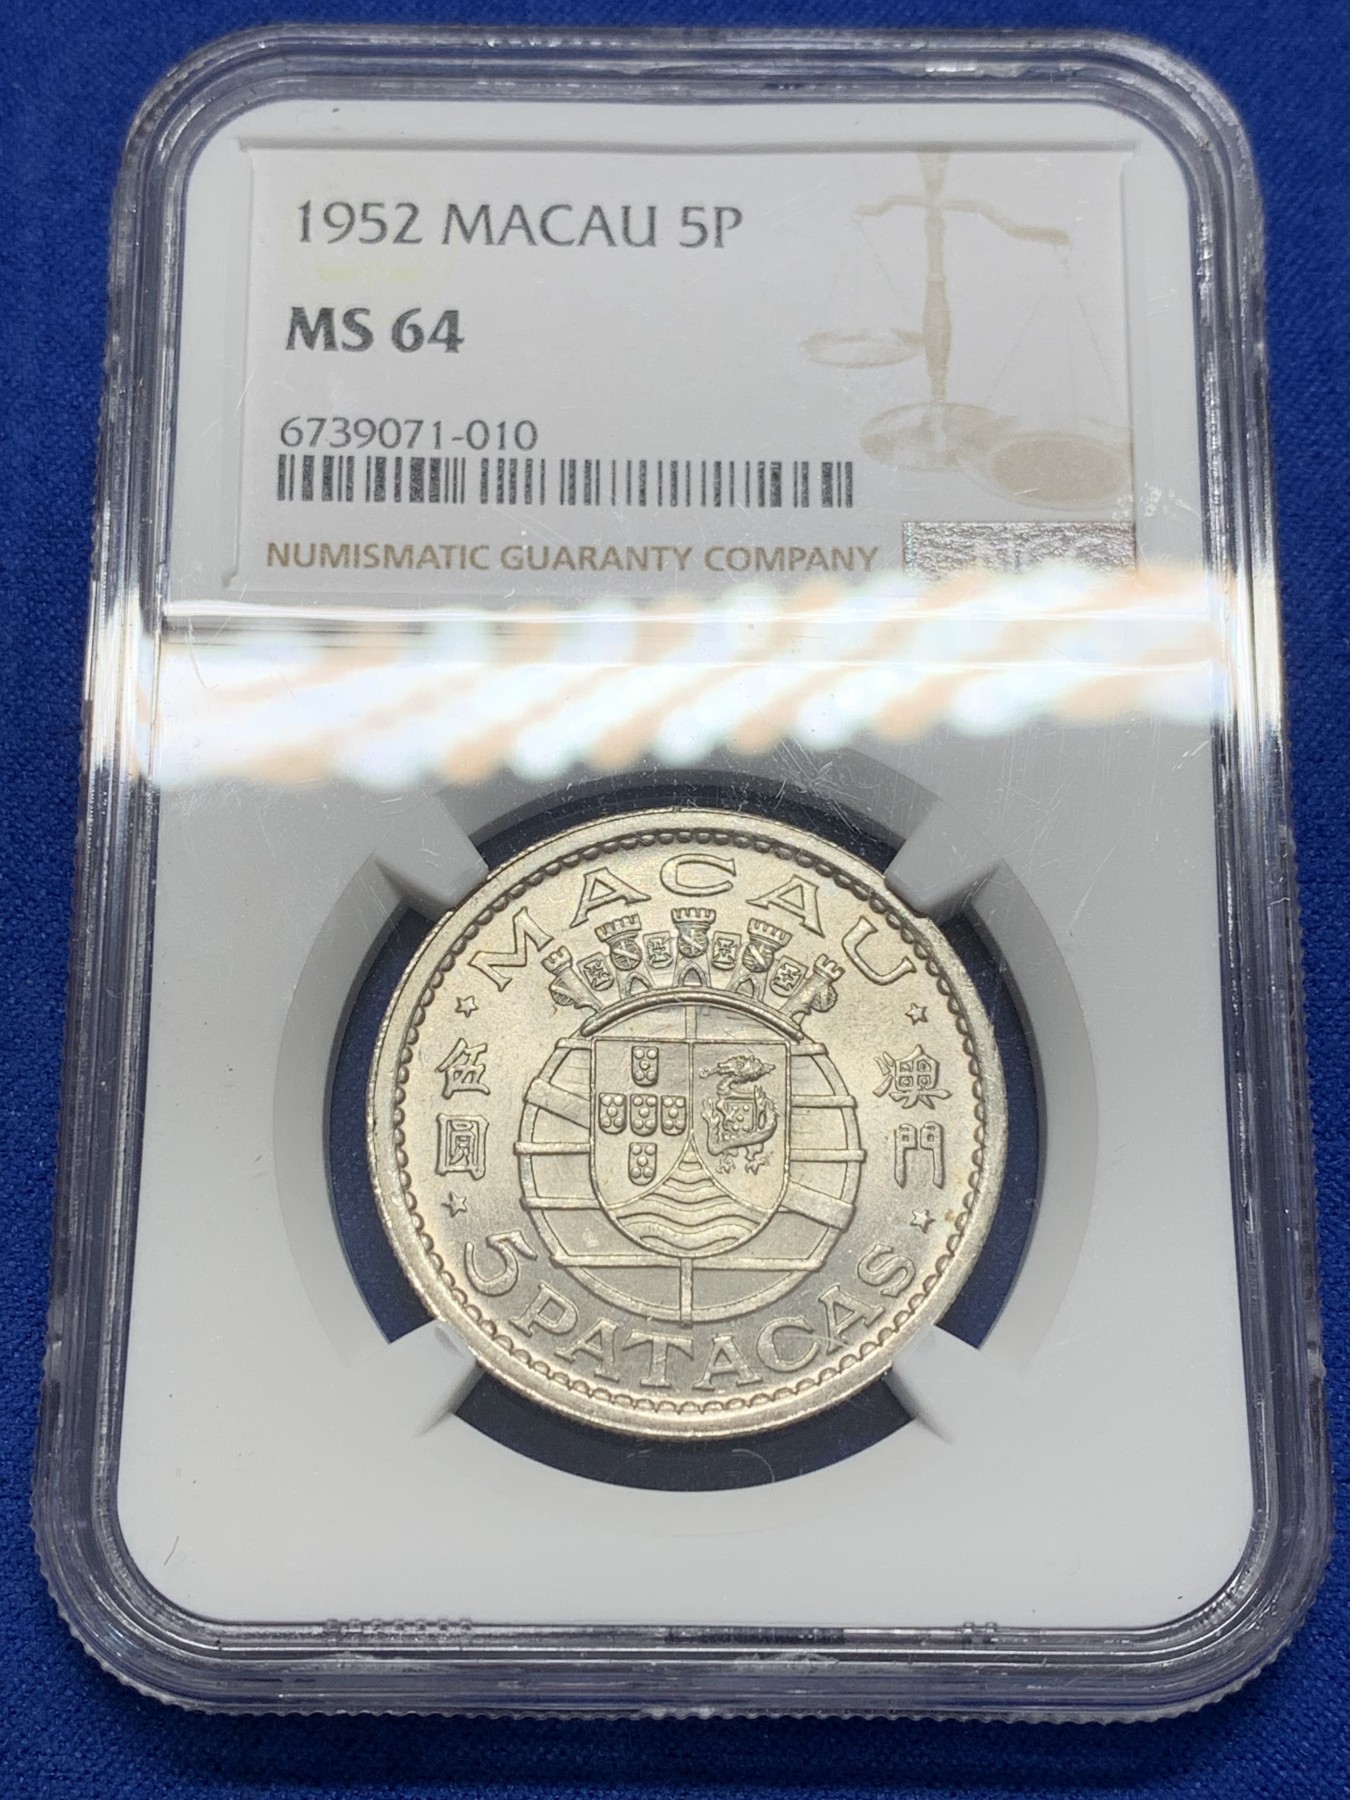 1952 MACAU 5P
MS 64
6739071-010
NUMISMATIC GUARANTY COMPANY
MACAU
伍圓
澳門
5 PATACAS